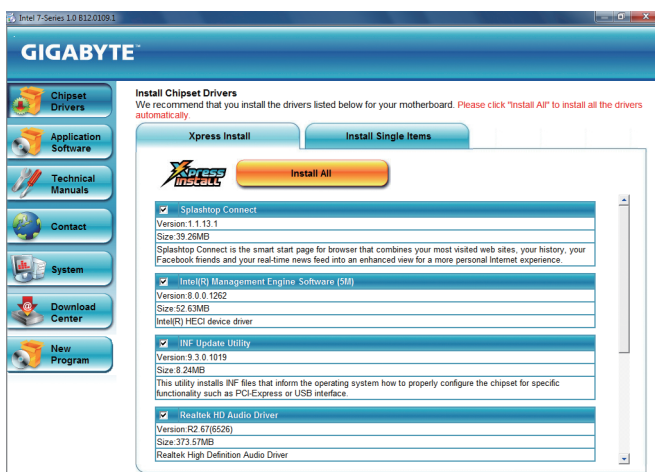 Intel 7-Series 1.0 B12.0109.1
GIGABYTE™
Chipset
Drivers
Application
Software
Technical
Manuals
Contact
System
Download
Center
New
Program
Install Chipset Drivers
We recommend that you install the drivers listed below for your motherboard. Please click "Install All" to install all the drivers
automatically.
Xpress Install
Install Single Items
Xpress
INSTALL
Install All
Splashtop Connect
Version:1.1.13.1
Size:39.26MB
Splashtop Connect is the smart start page for browser that combines your most visited web sites, your history, your
Facebook friends and your real-time news feed into an enhanced view for a more personal Internet experience.
Intel(R) Management Engine Software (5M)
Version:8.0.0.1262
Size:52.63MB
Intel(R) HECI device driver
INF Update Utility
Version:9.3.0.1019
Size:8.24MB
This utility installs INF files that inform the operating system how to properly configure the chipset for specific
functionality such as PCI-Express or USB interface.
Realtek HD Audio Driver
Version:R2.67(6526)
Size:373.57MB
Realtek High Definition Audio Driver